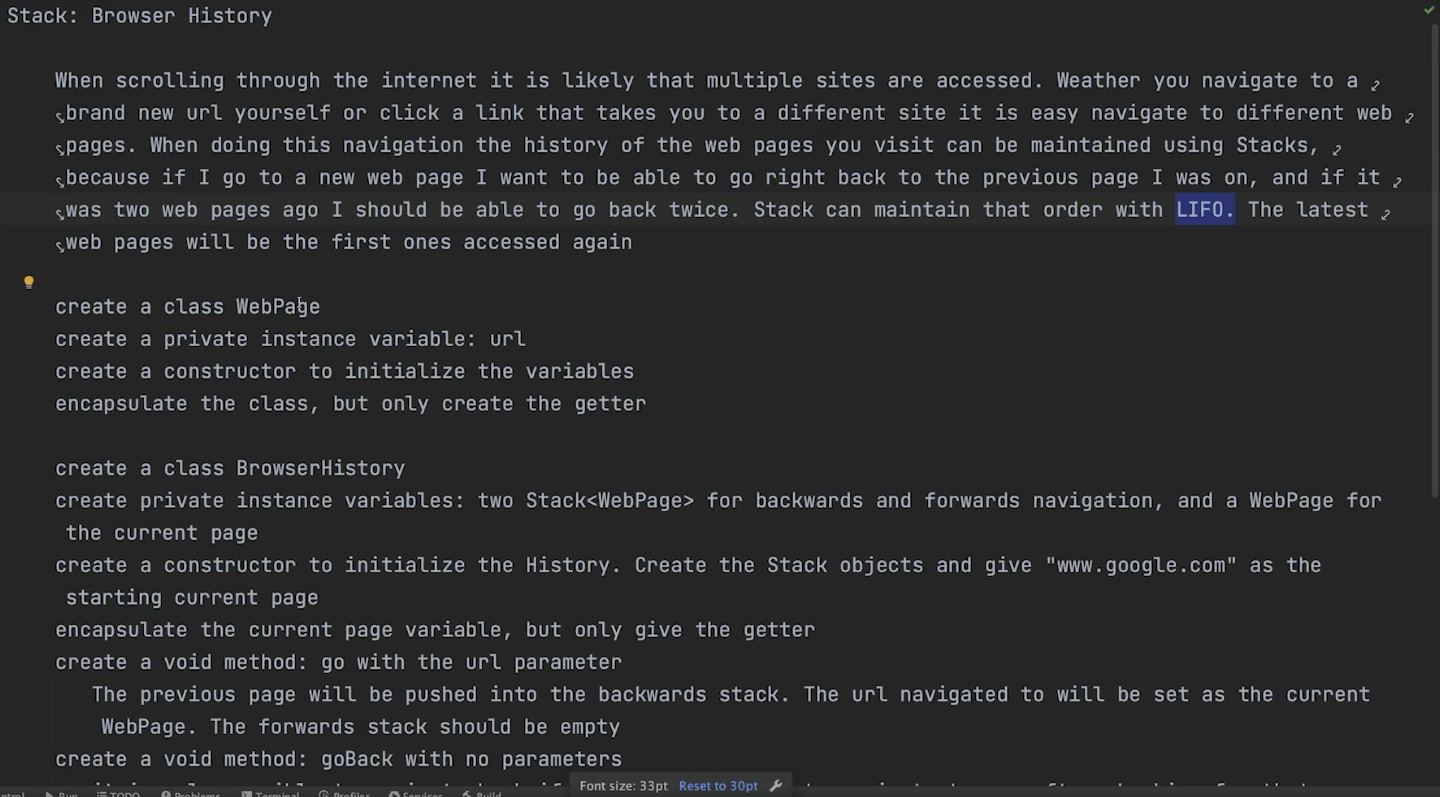 Stack: Browser History
When scrolling through the internet it is likely that multiple sites are accessed. Weather you navigate to a
brand new url yourself or click a link that takes you to a different site it is easy navigate to different web
pages. When doing this navigation the history of the web pages you visit can be maintained using Stacks,
because if I go to a new web page I want to be able to go right back to the previous page I was on, and if it
was two web pages ago I should be able to go back twice. Stack can maintain that order with LIFO. The latest
web pages will be the first ones accessed again
create a class WebPage
create a private instance variable: url
create a constructor to initialize the variables
encapsulate the class, but only create the getter
create a class BrowserHistory
create private instance variables: two Stack<WebPage> for backwards and forwards navigation, and a WebPage for
the current page
create a constructor to initialize the History. Create the Stack objects and give "www.google.com" as the
starting current page
encapsulate the current page variable, but only give the getter
create a void method: go with the url parameter
The previous page will be pushed into the backwards stack. The url navigated to will be set as the current
WebPage. The forwards stack should be empty
create a void method: goBack with no parameters
Font size: 33pt Reset to 30pt
Run TODO Problems Terminal Profiler Services Build